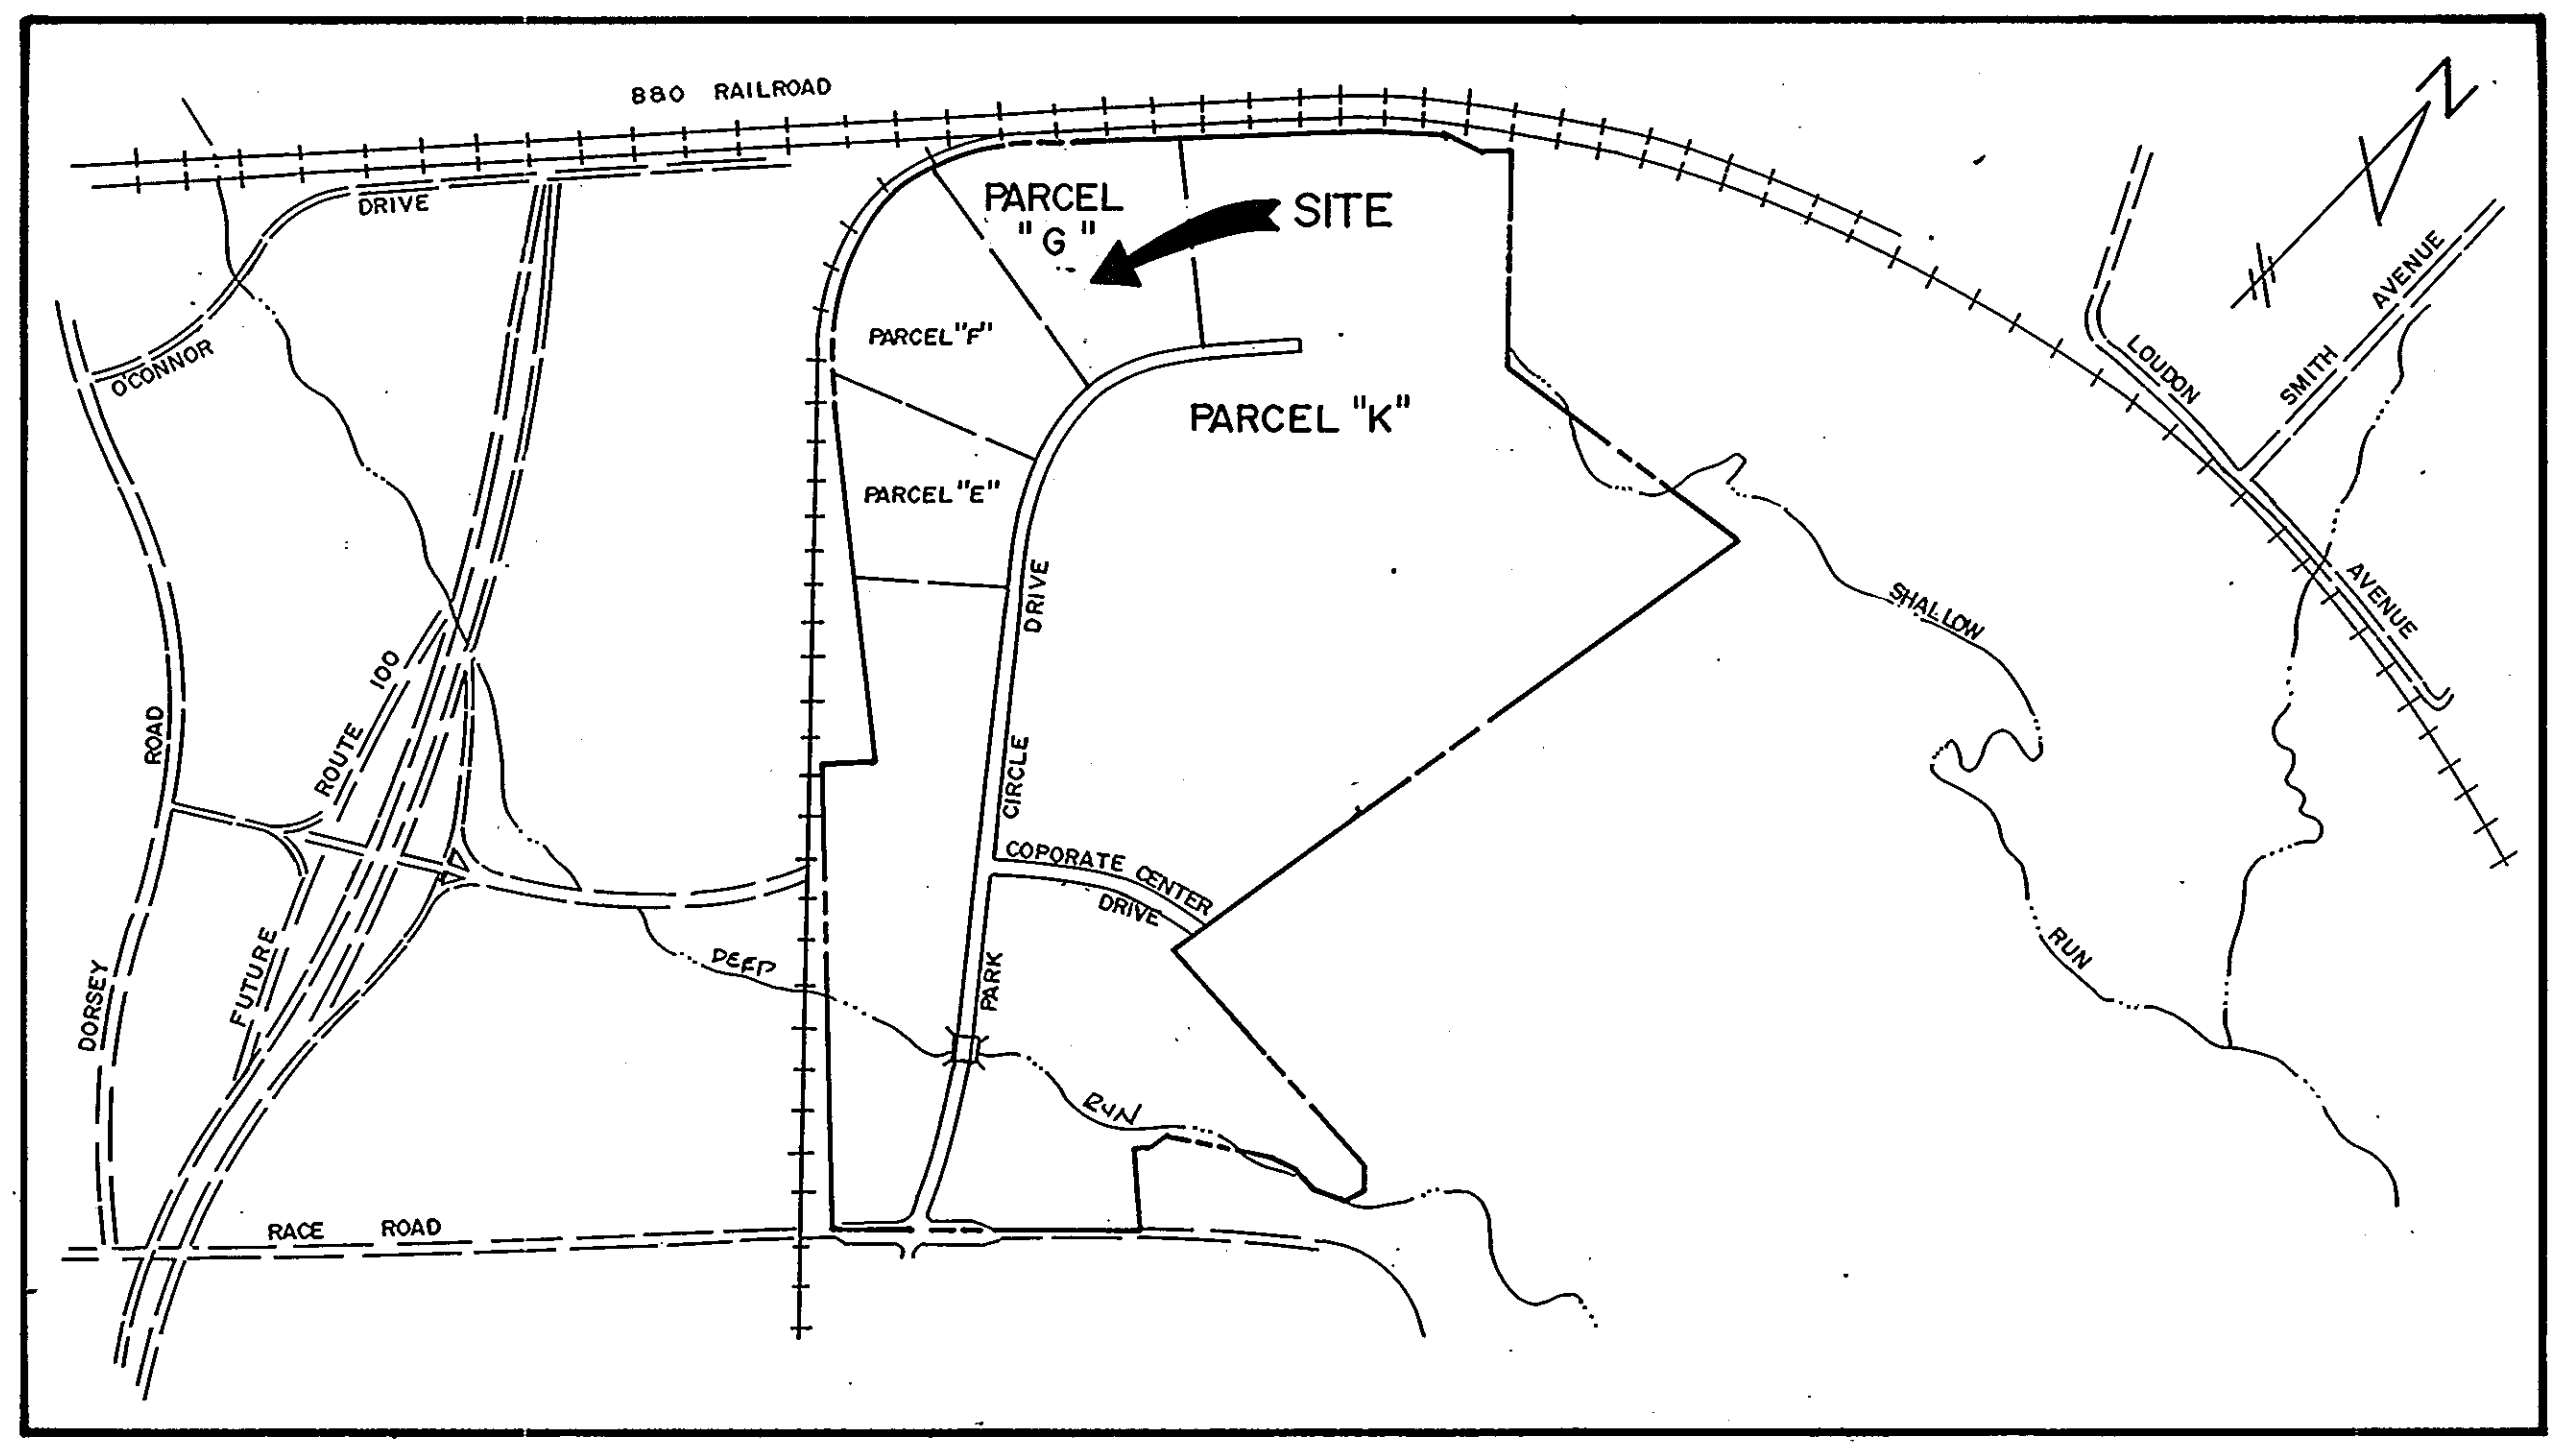 880 RAILROAD
N
DRIVE
O'CONNOR
PARCEL
"G"
SITE
PARCEL "F"
PARCEL "K"
PARCEL "E"
LOUDON
AVENUE
SMITH
AVENUE
SHALLOW
RUN
DRIVE
CIRCLE
PARK
COPORATE CENTER
DRIVE
ROAD
DORSEY
100
ROUTE
FUTURE
DEEP
RUN
RACE ROAD